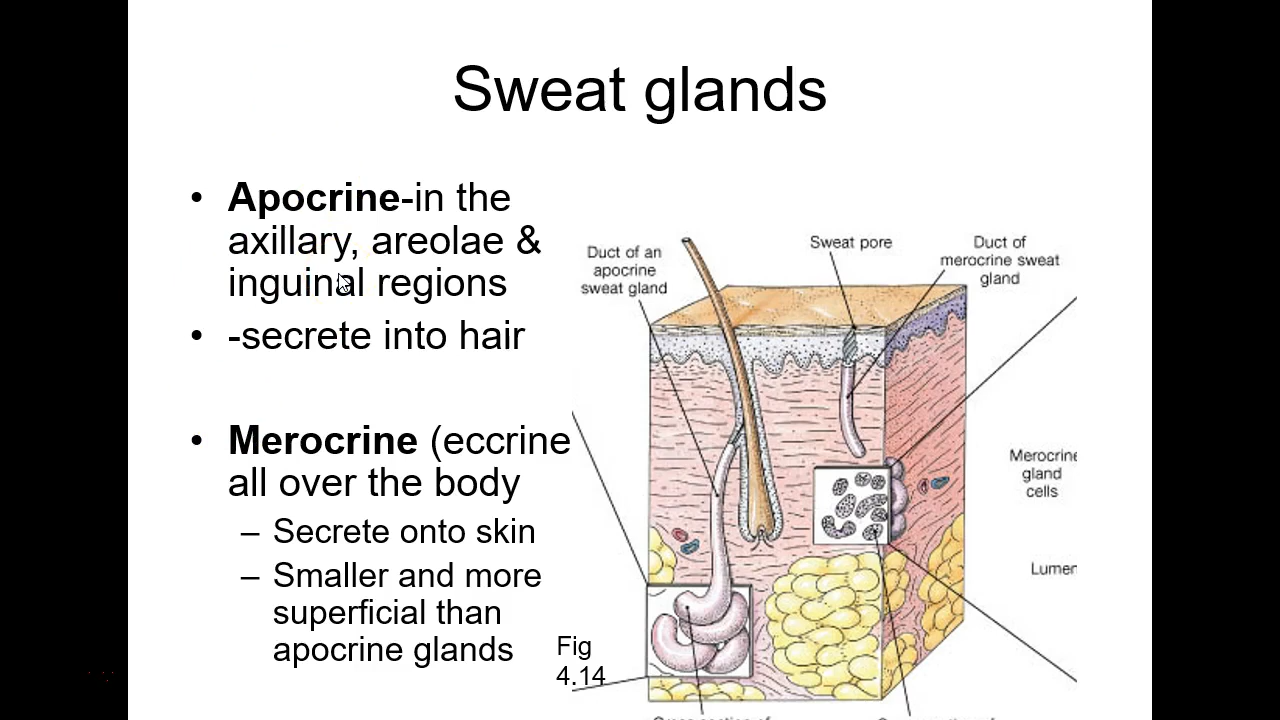 Sweat glands
• Apocrine-in the
axillary, areolae &
inguinal regions
• -secrete into hair
• Merocrine (eccrine
all over the body
– Secrete onto skin
– Smaller and more
superficial than
apocrine glands
Fig
4.14
Duct of an
apocrine
sweat gland
Sweat pore
Duct of
merocrine sweat
gland
Merocrine
gland
cells
Lumen